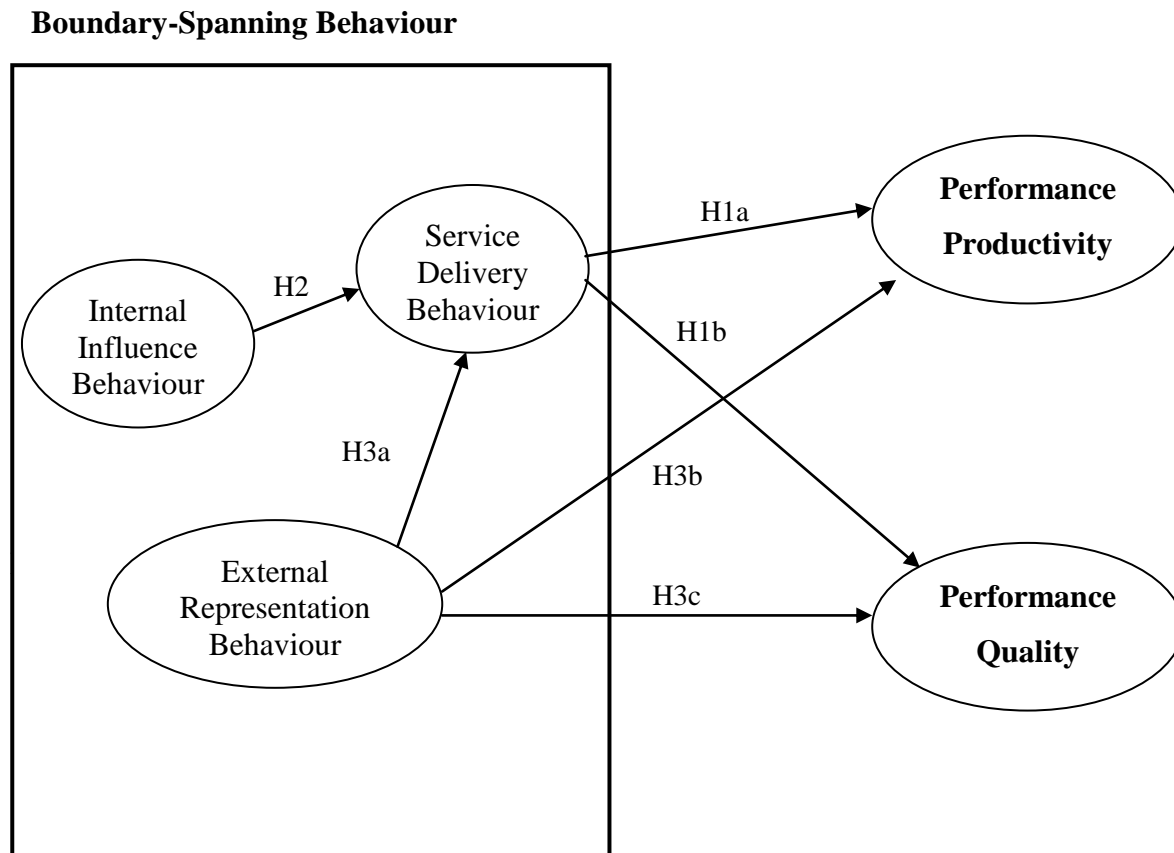 Boundary-Spanning Behaviour
Performance
Productivity
H1a
Service
Delivery
Behaviour
H2
Internal
Influence
Behaviour
H1b
H3a
H3b
External
Representation
Behaviour
H3c
Performance
Quality